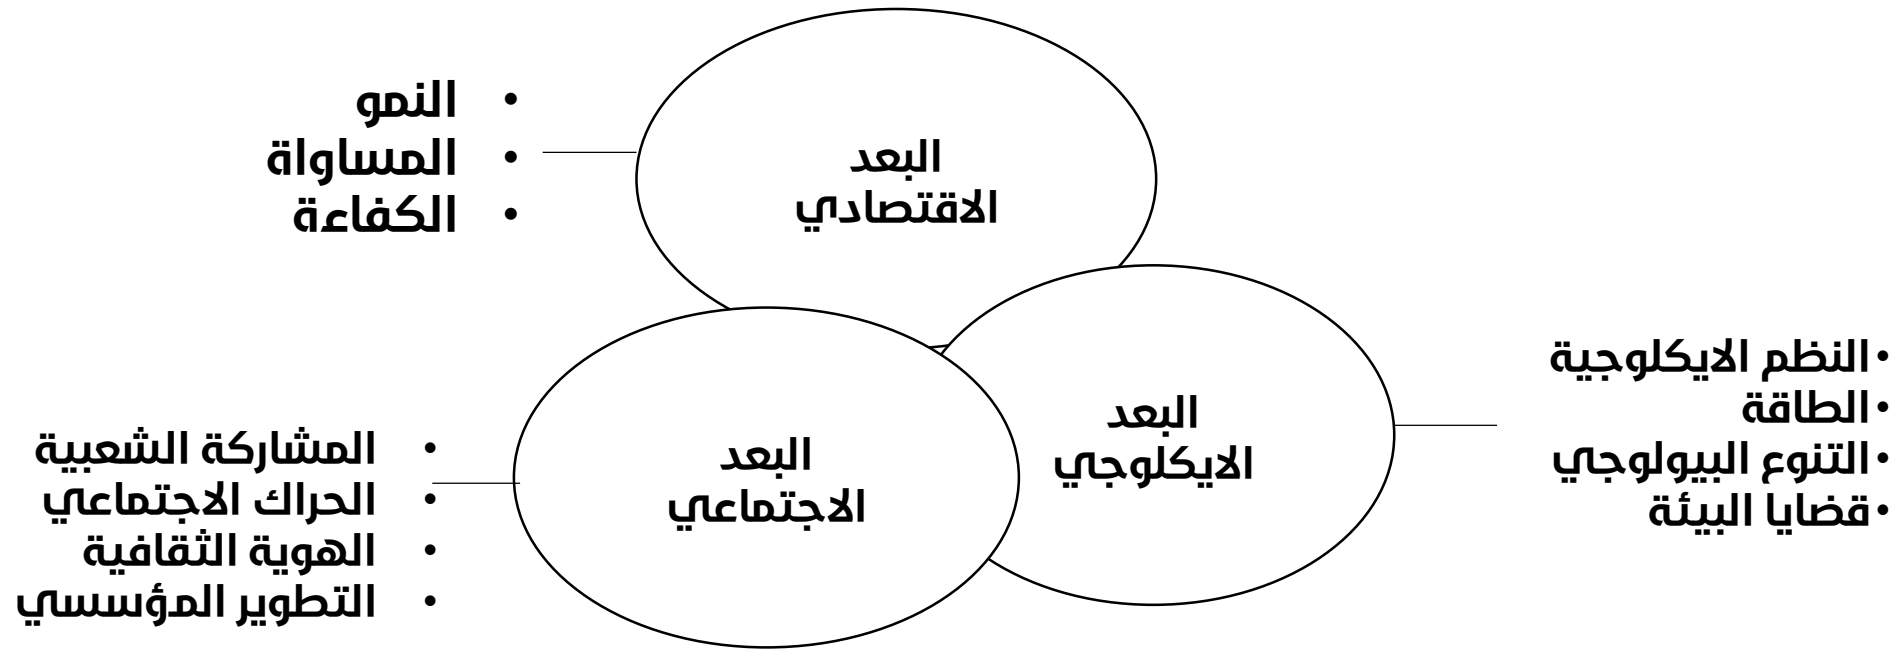 • النمو
• المساواة
• الكفاءة
البعد
الاقتصادي
• النظم الايكلوجية
• الطاقة
• التنوع البيولوجي
• قضايا البيئة
البعد
الايكلوجي
البعد
الاجتماعي
• المشاركة الشعبية
• الحراك الاجتماعي
• الهوية الثقافية
• التطوير المؤسسي